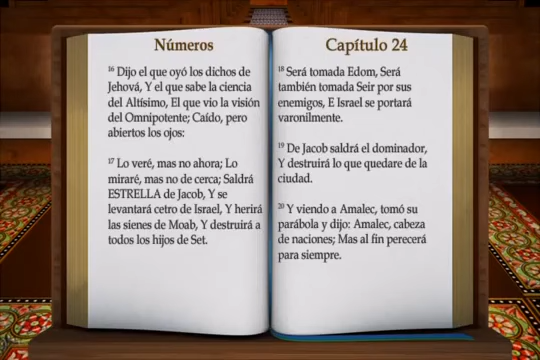 Números
16 Dijo el que oyó los dichos de
Jehová, Y el que sabe la ciencia
del Altísimo, El que vio la visión
del Omnipotente; Caído, pero
abiertos los ojos:
17 Lo veré, mas no ahora; Lo
miraré, mas no de cerca; Saldrá
ESTRELLA de Jacob, Y se
levantará cetro de Israel, Y herirá
las sienes de Moab, Y destruirá a
todos los hijos de Set.
Capítulo 24
18 Será tomada Edom, Será
también tomada Seir por sus
enemigos, E Israel se portará
varonilmente.
19 De Jacob saldrá el dominador,
Y destruirá lo que quedare de la
ciudad.
20 Y viendo a Amalec, tomó su
parábola y dijo: Amalec, cabeza
de naciones; Mas al fin perecerá
para siempre.